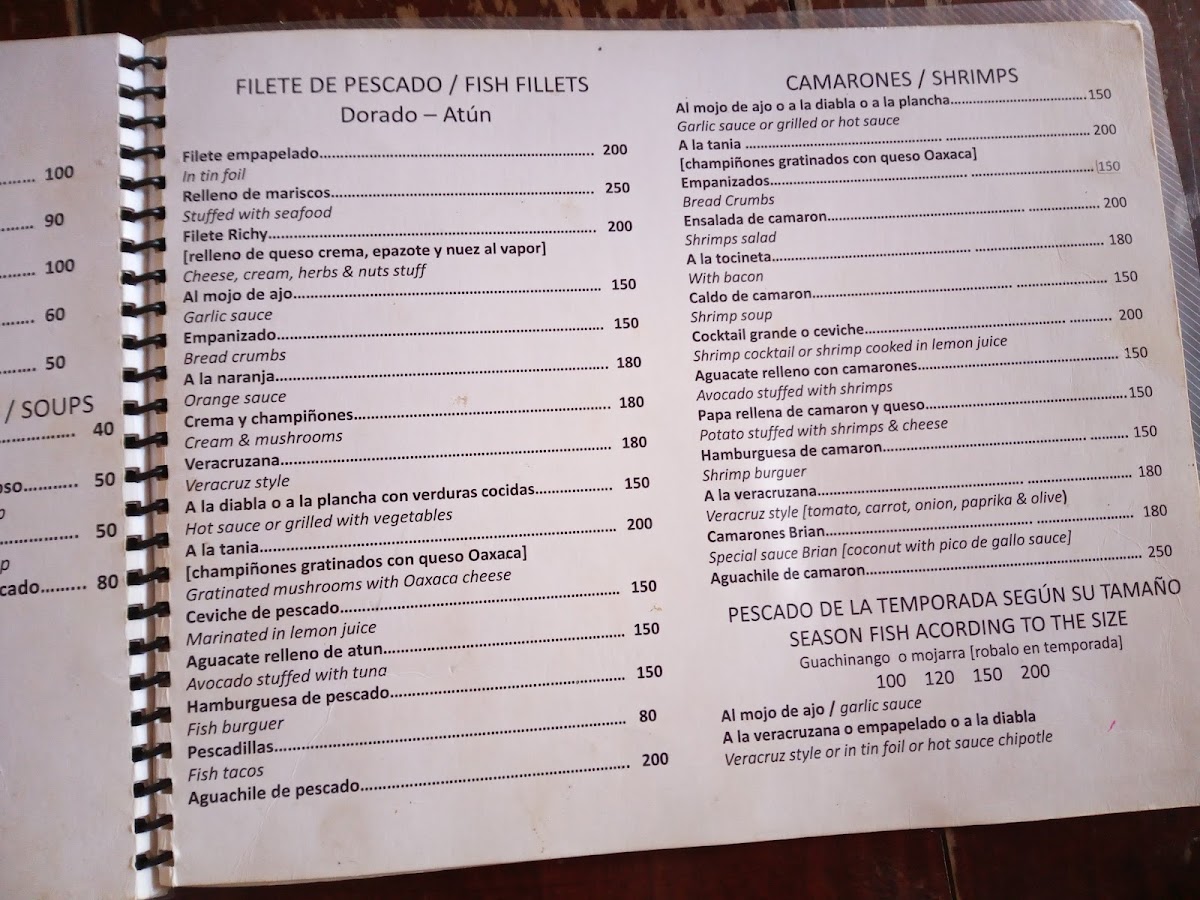 100
90
100
60
50
/ SOUPS
40
50
50
cado......... 80
FILETE DE PESCADO / FISH FILLETS
Dorado – Atún
Filete empapelado.......... 200
In tin foil
Relleno de mariscos.......... 250
Stuffed with seafood
Filete Richy.......... 200
[relleno de queso crema, epazote y nuez al vapor]
Cheese, cream, herbs & nuts stuff
Al mojo de ajo.......... 150
Garlic sauce
Empanizado.......... 150
Bread crumbs
A la naranja.......... 180
Orange sauce
Crema y champiñones.......... 180
Cream & mushrooms
Veracruzana.......... 180
Veracruz style
A la diabla o a la plancha con verduras cocidas.......... 150
Hot sauce or grilled with vegetables
A la tania.......... 200
[champiñones gratinados con queso Oaxaca]
Gratinated mushrooms with Oaxaca cheese
Ceviche de pescado.......... 150
Marinated in lemon juice
Aguacate relleno de atun.......... 150
Avocado stuffed with tuna
Hamburguesa de pescado.......... 150
Fish burguer
Pescadillas.......... 80
Fish tacos
Aguachile de pescado.......... 200
CAMARONES / SHRIMPS
Al mojo de ajo o a la diabla o a la plancha.......... 150
Garlic sauce or grilled or hot sauce
A la tania .......... 200
[champiñones gratinados con queso Oaxaca]
Empanizados.......... 150
Bread Crumbs
Ensalada de camaron.......... 200
Shrimps salad
A la tocineta.......... 180
With bacon
Caldo de camaron.......... 150
Shrimp soup
Cocktail grande o ceviche.......... 200
Shrimp cocktail or shrimp cooked in lemon juice
Aguacate relleno con camarones.......... 150
Avocado stuffed with shrimps
Papa rellena de camaron y queso.......... 150
Potato stuffed with shrimps & cheese
Hamburguesa de camaron.......... 150
Shrimp burguer
A la veracruzana.......... 180
Veracruz style [tomato, carrot, onion, paprika & olive)
Camarones Brian.......... 180
Special sauce Brian [coconut with pico de gallo sauce]
Aguachile de camaron.......... 250
PESCADO DE LA TEMPORADA SEGÚN SU TAMAÑO
SEASON FISH ACORDING TO THE SIZE
Guachinango o mojarra [robalo en temporada]
100 120 150 200
Al mojo de ajo / garlic sauce
A la veracruzana o empapelado o a la diabla
Veracruz style or in tin foil or hot sauce chipotle